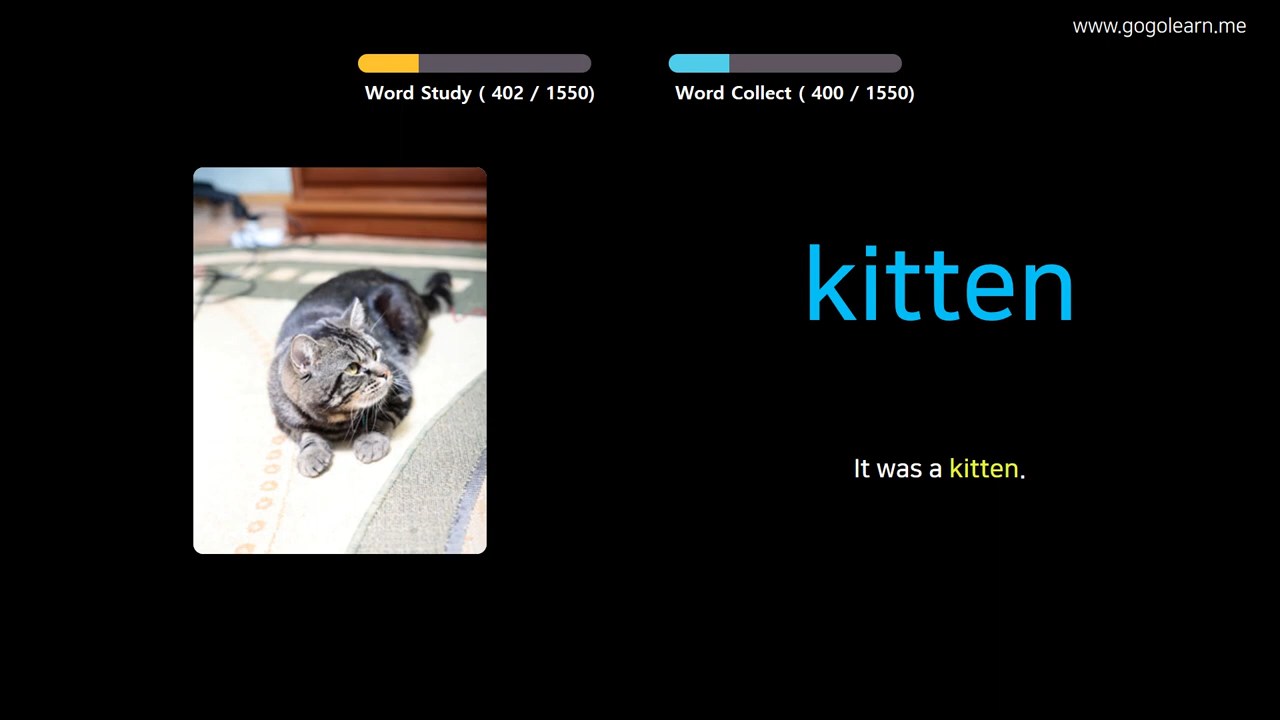 www.gogolearn.me
Word Study ( 402 / 1550)
Word Collect ( 400 / 1550)
kitten
It was a kitten.